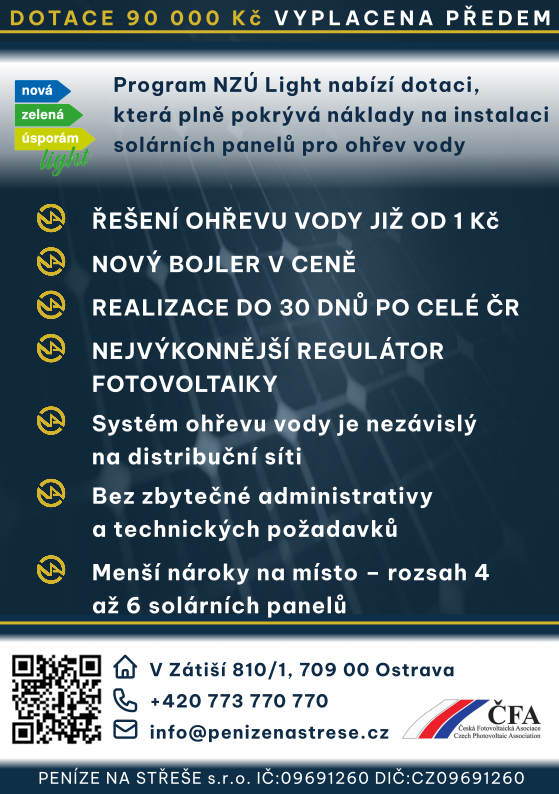 DOTACE 90 000 Kč VYPLACENA PŘEDEM
nová
zelená
úsporám
light
Program NZÚ Light nabízí dotaci,
která plně pokrývá náklady na instalaci
solárních panelů pro ohřev vody
ŘEŠENÍ OHŘEVU VODY JIŽ OD 1 Kč
NOVÝ BOJLER V CENĚ
REALIZACE DO 30 DNŮ PO CELÉ ČR
NEJVÝKONNĚJŠÍ REGULÁTOR
FOTOVOLTAIKY
Systém ohřevu vody je nezávislý
na distribuční síti
Bez zbytečné administrativy
a technických požadavků
Menší nároky na místo – rozsah 4
až 6 solárních panelů
V Zátiší 810/1, 709 00 Ostrava
+420 773 770 770
info@penizenastrese.cz
ČFA
Česká Fotovoltaická Asociace
Czech Photovoltaic Association
PENÍZE NA STŘEŠE s.r.o. IČ:09691260 DIČ:CZ09691260